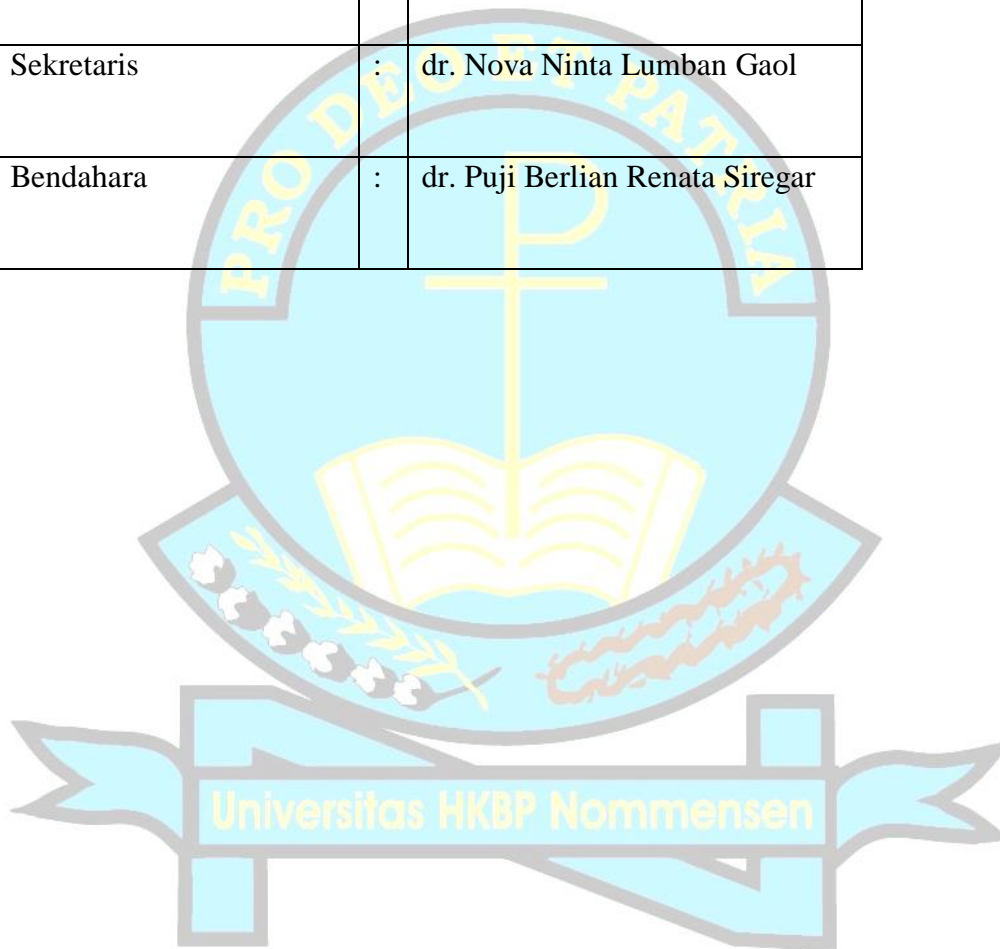 Sekretaris : dr. Nova Ninta Lumban Gaol
Bendahara : dr. Puji Berlian Renata Siregar
PRO DEO ET PATRIA
Universitas HKBP Nommensen